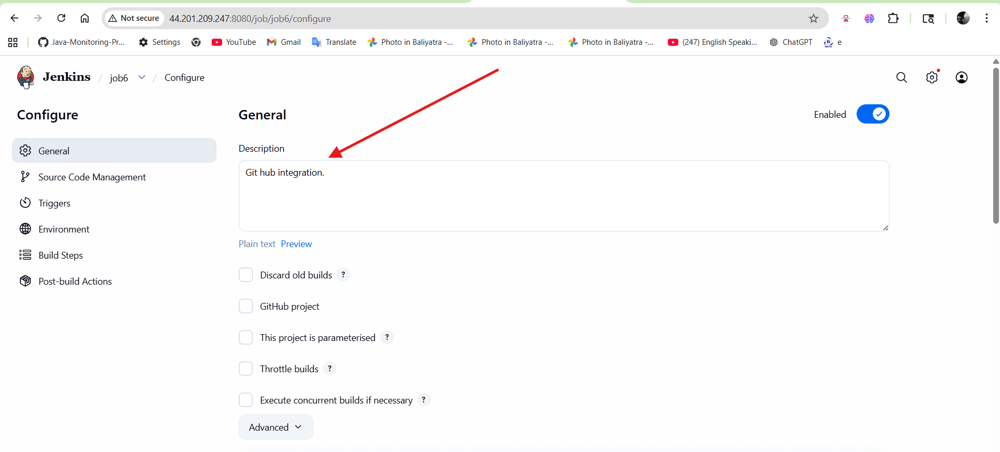 Not secure 44.201.209.247:8080/job/job6/configure
Java-Monitoring-Pr... Settings YouTube Gmail Translate Photo in Baliyatra -... Photo in Baliyatra -... Photo in Baliyatra -... (247) English Speaki... ChatGPT e
Jenkins / job6 / Configure
Configure
General
Source Code Management
Triggers
Environment
Build Steps
Post-build Actions
General
Enabled
Description
Git hub integration.
Plain text Preview
Discard old builds ?
GitHub project
This project is parameterised ?
Throttle builds ?
Execute concurrent builds if necessary ?
Advanced